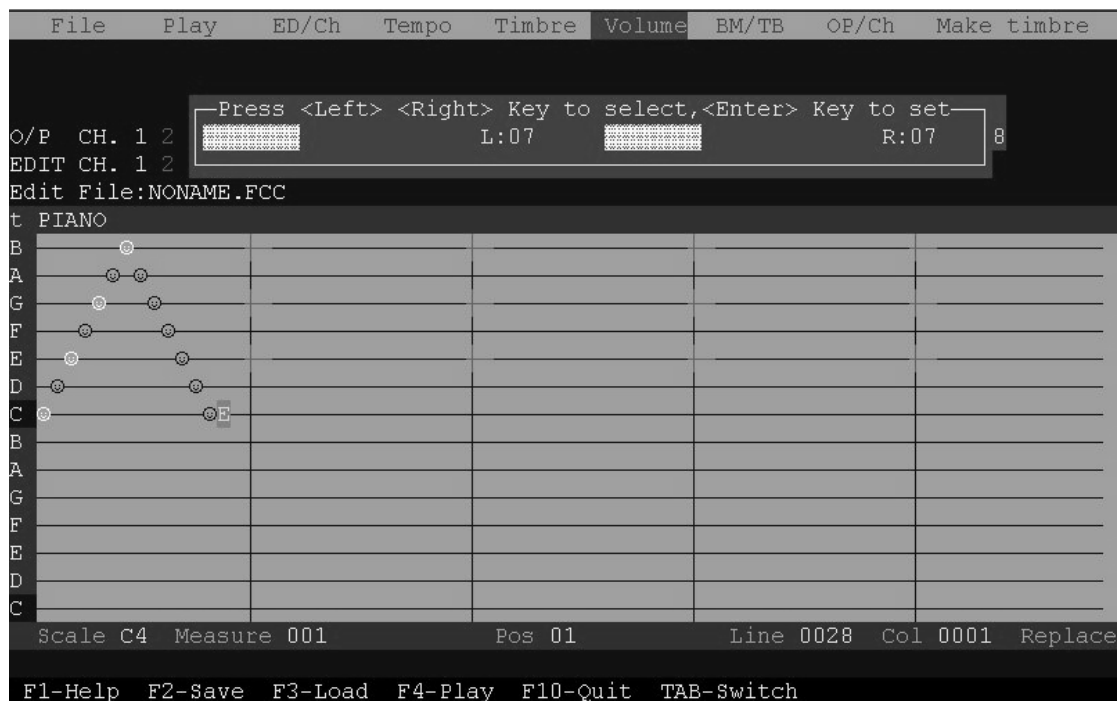 File Play ED/Ch Tempo Timbre Volume BM/TB OP/Ch Make timbre
Press <Left> <Right> Key to select,<Enter> Key to set
O/P CH. 1 2 L:07 R:07 8
EDIT CH. 1 2
Edit File:NONAME.FCC
t PIANO
B
A
G
F
E
D
C E
B
A
G
F
E
D
C
Scale C4 Measure 001 Pos 01 Line 0028 Col 0001 Replace
F1-Help F2-Save F3-Load F4-Play F10-Quit TAB-Switch